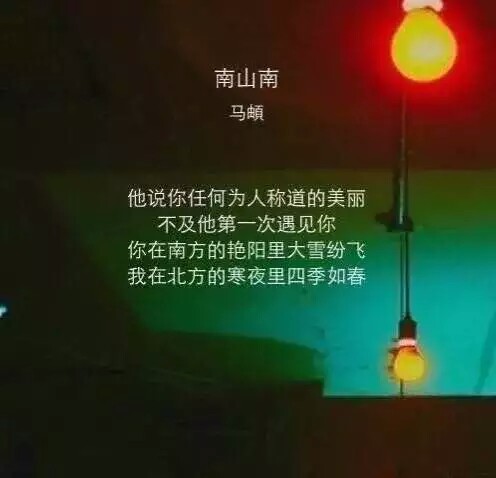 南山南
马頔
他说你任何为人称道的美丽
不及他第一次遇见你
你在南方的艳阳里大雪纷飞
我在北方的寒夜里四季如春